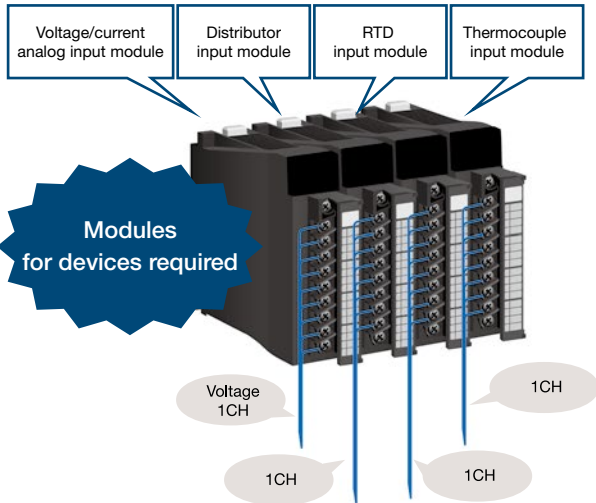 Voltage/current
analog input module
Distributor
input module
RTD
input module
Thermocouple
input module
Modules
for devices required
Voltage
1CH
1CH
1CH
1CH